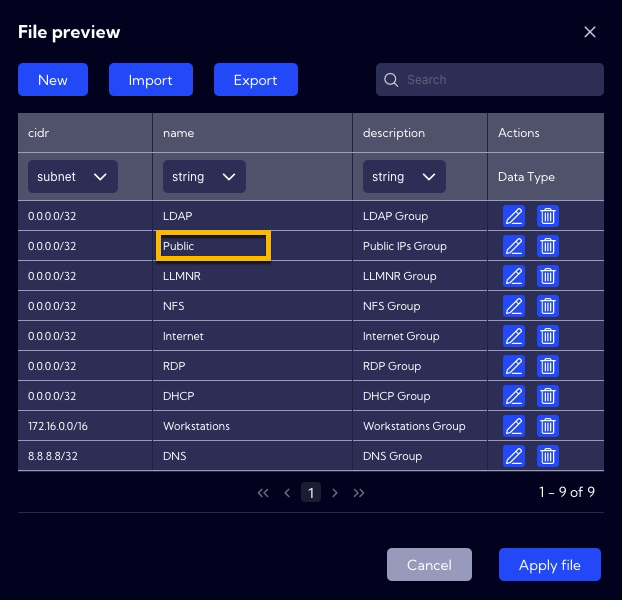 File preview
New Import Export Search
cidr name description Actions
subnet string string Data Type
0.0.0.0/32 LDAP LDAP Group
0.0.0.0/32 Public Public IPs Group
0.0.0.0/32 LLMNR LLMNR Group
0.0.0.0/32 NFS NFS Group
0.0.0.0/32 Internet Internet Group
0.0.0.0/32 RDP RDP Group
0.0.0.0/32 DHCP DHCP Group
172.16.0.0/16 Workstations Workstations Group
8.8.8.8/32 DNS DNS Group
1 1 – 9 of 9
Cancel Apply file